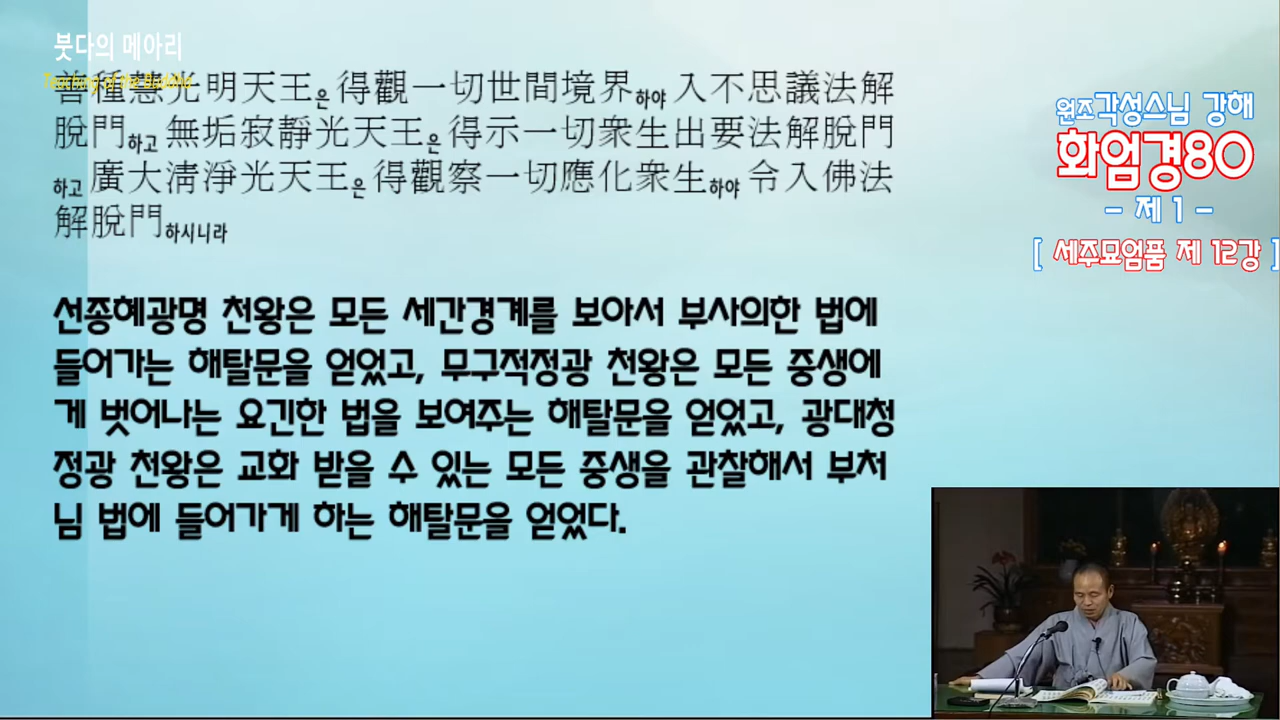 붓다의 메아리
Teaching of the Buddha
善種慧光明天王은 得觀一切世間境界하야 入不思議法解
脫門하고 無垢寂靜光天王은 得示一切衆生出要法解脫門
하고 廣大淸淨光天王은 得觀察一切應化衆生하야 令入佛法
解脫門하시니라
선종혜광명 천왕은 모든 세간경계를 보아서 부사의한 법에
들어가는 해탈문을 얻었고, 무구적정광 천왕은 모든 중생에
게 벗어나는 요긴한 법을 보여주는 해탈문을 얻었고, 광대청
정광 천왕은 교화 받을 수 있는 모든 중생을 관찰해서 부처
님 법에 들어가게 하는 해탈문을 얻었다.
원조각성스님 강해
화엄경80
- 제 1 -
[ 세주묘엄품 제 12강 ]